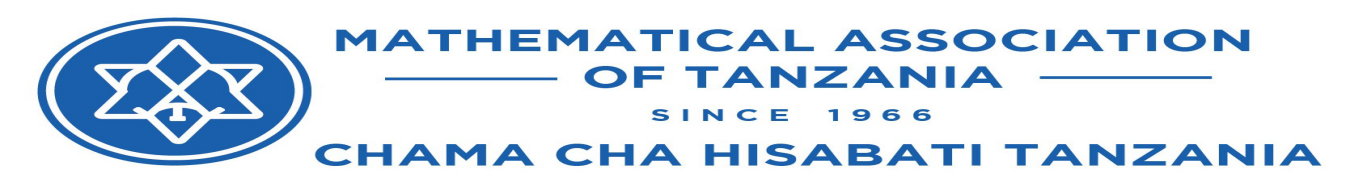 MATHEMATICAL ASSOCIATION
OF TANZANIA
SINCE 1966
CHAMA CHA HISABATI TANZANIA